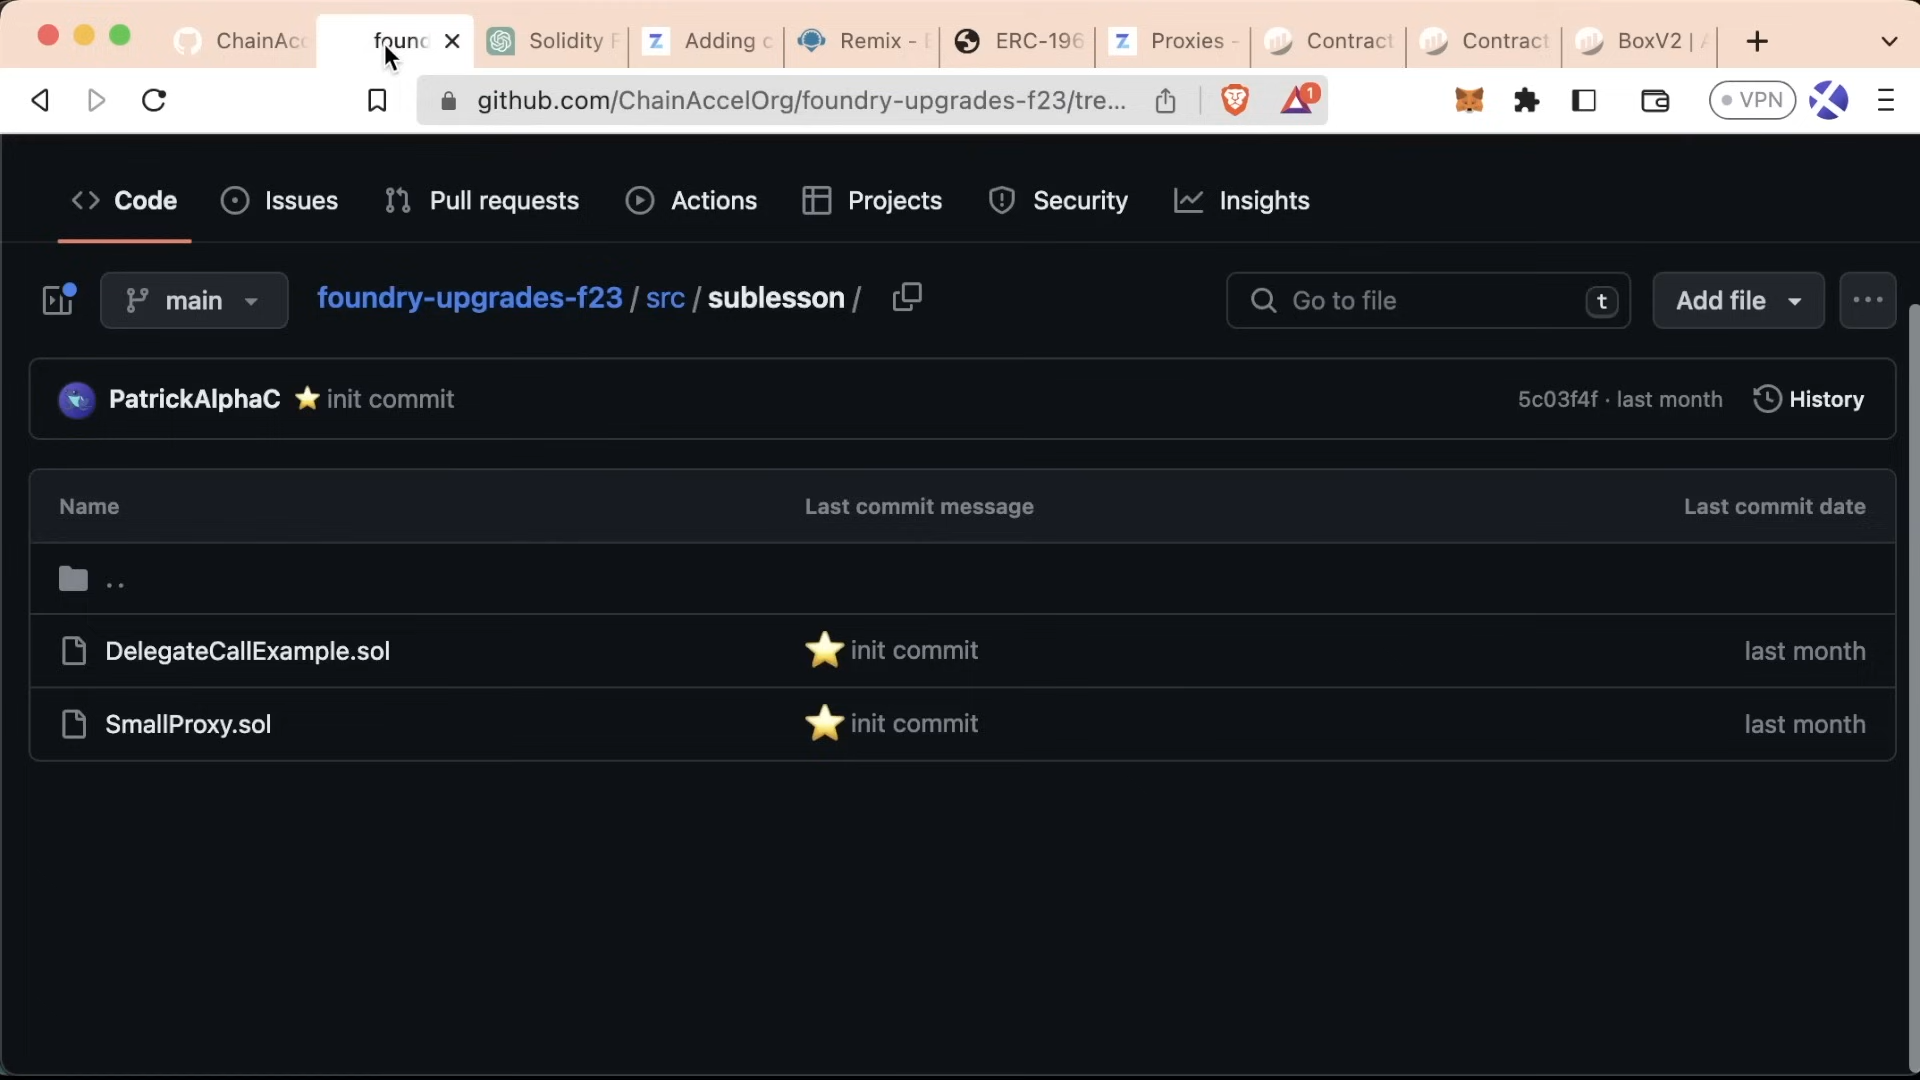 ChainAcc
foun
Solidity F
Adding c
Remix - E
ERC-196
Proxies -
Contract
Contract
BoxV2 | A
github.com/ChainAccelOrg/foundry-upgrades-f23/tre...
1
VPN
Code
Issues
Pull requests
Actions
Projects
Security
Insights
main
foundry-upgrades-f23 / src / sublesson /
Go to file
t
Add file
PatrickAlphaC ⭐ init commit
5c03f4f · last month
History
Name
Last commit message
Last commit date
..
DelegateCallExample.sol
⭐ init commit
last month
SmallProxy.sol
⭐ init commit
last month